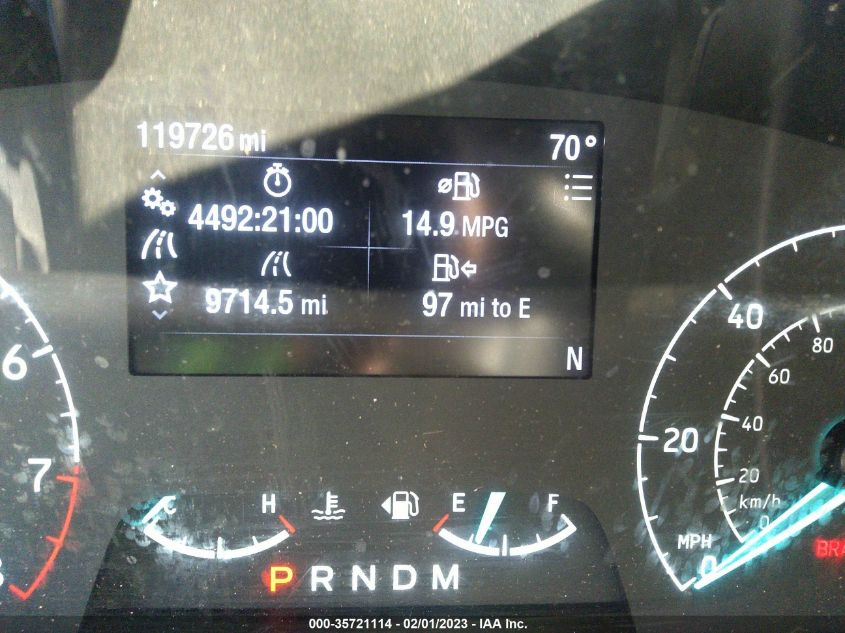 119726 mi 70°
4492:21:00 14.9 MPG
9714.5 mi 97 mi to E
N
6
7
40
20
MPH 0
80
60
40
20
km/h
0
C H E F
PRNDM
000-35721114 - 02/01/2023 - IAA Inc.